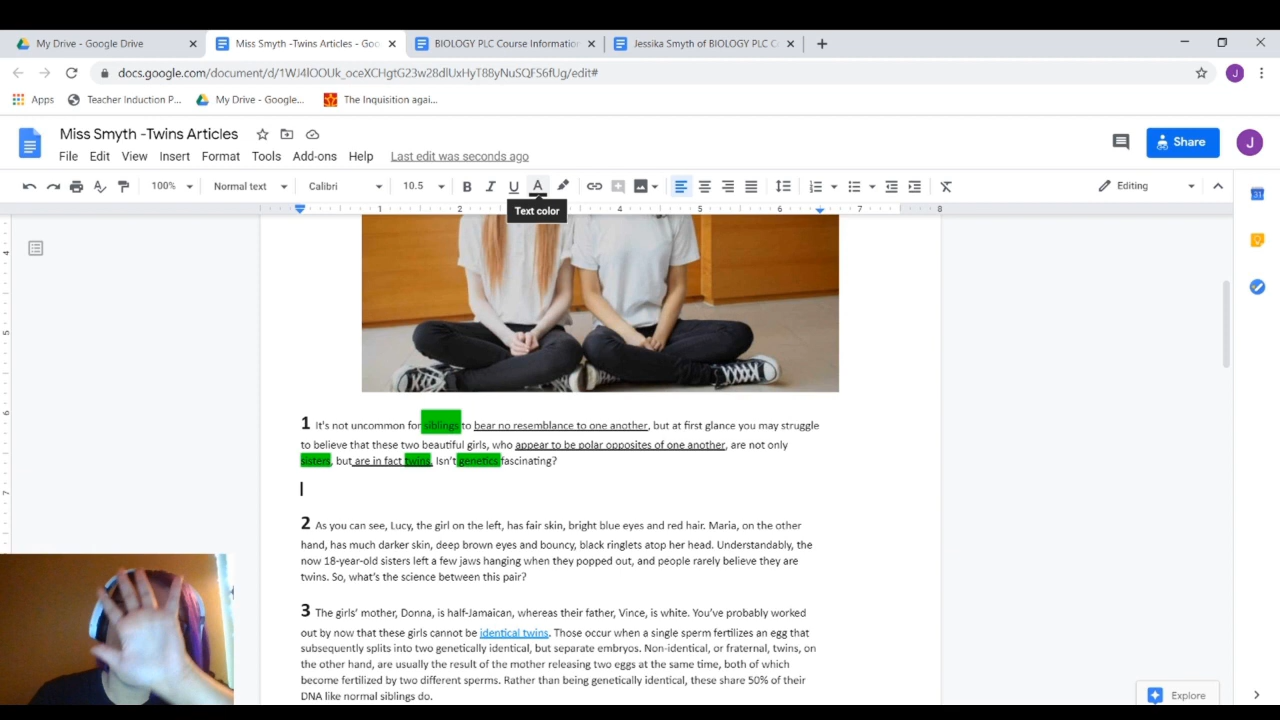 My Drive - Google Drive
Miss Smyth -Twins Articles - Goo
BIOLOGY PLC Course Information
Jessika Smyth of BIOLOGY PLC C
docs.google.com/document/d/1WJ4lOOUk_oceXCHgtG23w28dlUxHyT88yNuSQFS6fUg/edit#
J
Apps
Teacher Induction P...
My Drive - Google...
The Inquisition agai...
Miss Smyth -Twins Articles
File Edit View Insert Format Tools Add-ons Help Last edit was seconds ago
Share
J
100% Normal text Calibri 10.5 B I U A Editing
Text color
1 2 4 5 6 7 8
4
5
6
7
1 It's not uncommon for siblings to bear no resemblance to one another, but at first glance you may struggle
to believe that these two beautiful girls, who appear to be polar opposites of one another, are not only
sisters, but are in fact twins. Isn't genetics fascinating?
2 As you can see, Lucy, the girl on the left, has fair skin, bright blue eyes and red hair. Maria, on the other
hand, has much darker skin, deep brown eyes and bouncy, black ringlets atop her head. Understandably, the
now 18-year-old sisters left a few jaws hanging when they popped out, and people rarely believe they are
twins. So, what's the science between this pair?
3 The girls' mother, Donna, is half-Jamaican, whereas their father, Vince, is white. You've probably worked
out by now that these girls cannot be identical twins. Those occur when a single sperm fertilizes an egg that
subsequently splits into two genetically identical, but separate embryos. Non-identical, or fraternal, twins, on
the other hand, are usually the result of the mother releasing two eggs at the same time, both of which
become fertilized by two different sperms. Rather than being genetically identical, these share 50% of their
DNA like normal siblings do.
Explore